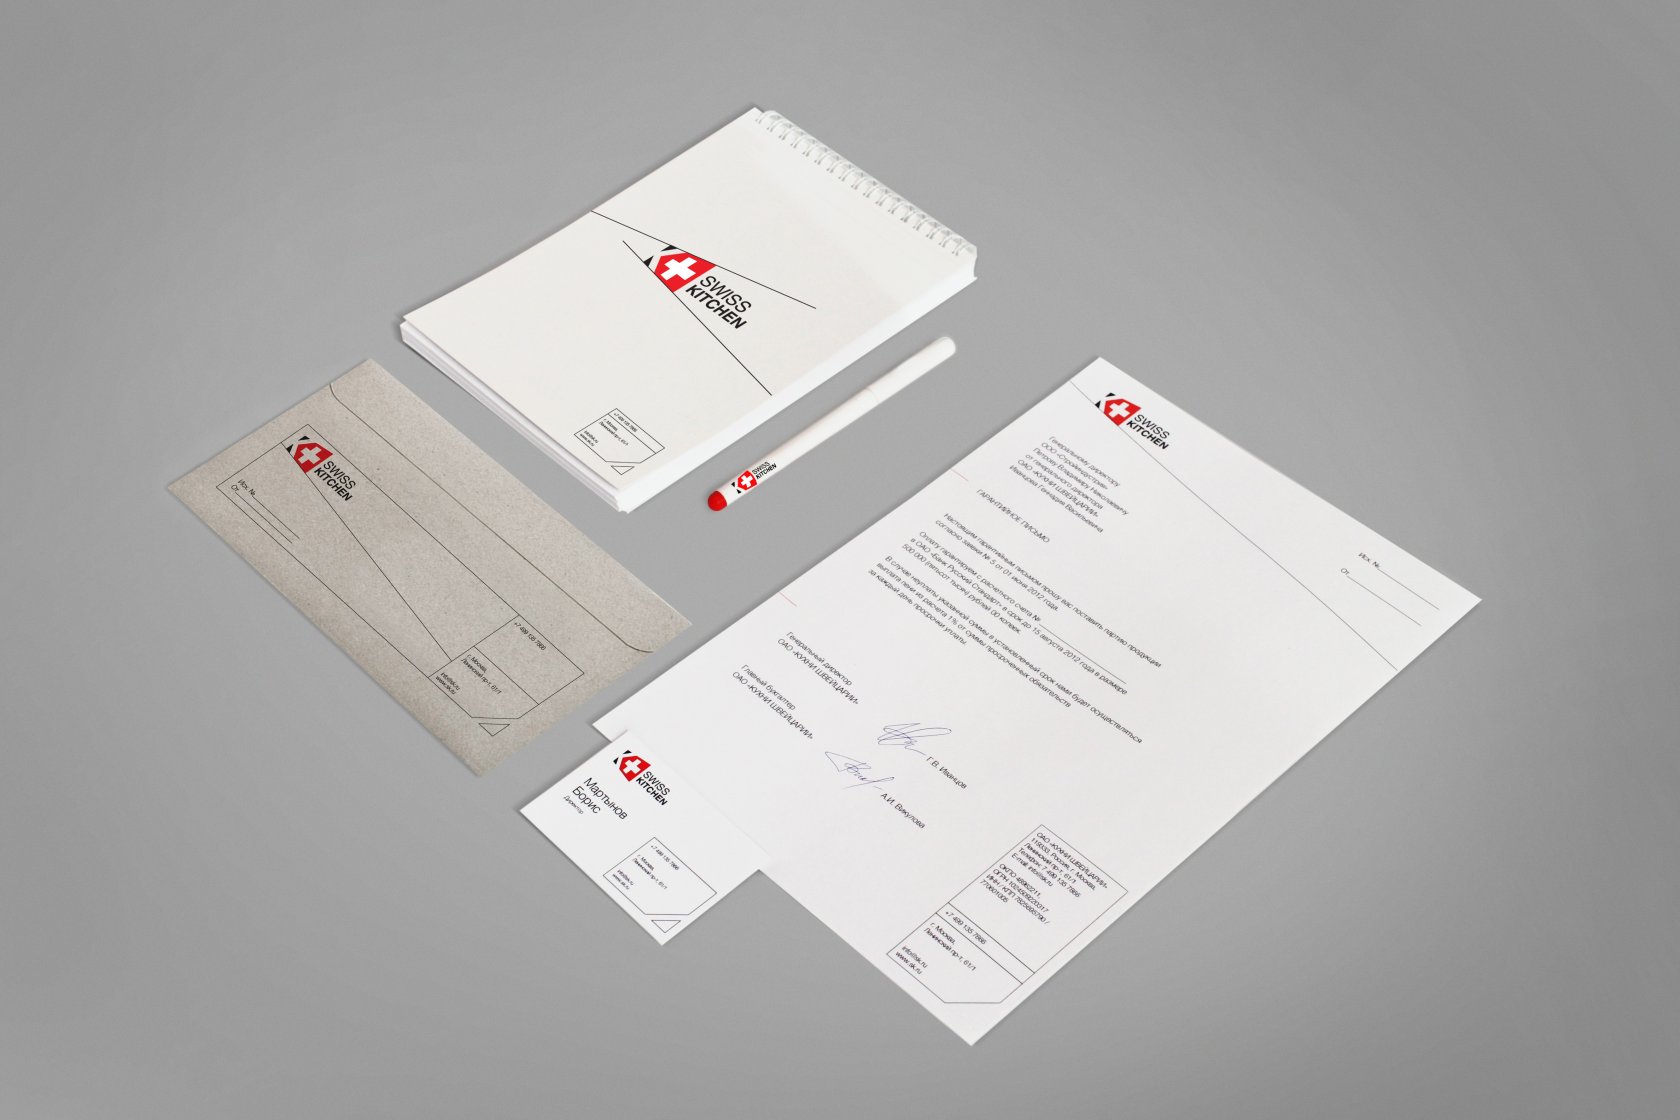 SWISS
KITCHEN
+7 499 135 7866
г. Москва,
Ленинский пр-т, 61/1
info@sk.ru
www.sk.ru
SWISS
KITCHEN
SWISS
KITCHEN
Исх. №
От
+7 499 135 7866
г. Москва,
Ленинский пр-т, 61/1
info@sk.ru
www.sk.ru
SWISS
KITCHEN
Мартынов
Борис
Директор
+7 499 135 7866
г. Москва,
Ленинский пр-т, 61/1
info@sk.ru
www.sk.ru
SWISS
KITCHEN
Исх. №
От
Генеральному директору
ООО «Стройиндустрия»
Петрову Владимиру Николаевичу
от генерального директора
ОАО «КУХНИ ШВЕЙЦАРИИ»
Иванцова Геннадия Васильевича
ГАРАНТИЙНОЕ ПИСЬМО
Настоящим гарантийным письмом прошу вас поставить партию продукции
согласно заявки № 5 от 01 июня 2012 года.
Оплату гарантируем с расчетного счета №
в ОАО «Банк Русский Стандарт» в срок до 15 августа 2012 года в размере
500 000 (пятьсот тысяч) рублей 00 копеек.
В случае неуплаты указанной суммы в установленный срок нами будет осуществляться
выплата пени из расчета 1% от суммы просроченных обязательств
за каждый день просрочки уплаты.
Генеральный директор
ОАО «КУХНИ ШВЕЙЦАРИИ»
Г.В. Иванцов
Главный бухгалтер
ОАО «КУХНИ ШВЕЙЦАРИИ»
А.И. Викулова
ОАО «КУХНИ ШВЕЙЦАРИИ»
119333, Россия, г. Москва,
Ленинский пр-т, 61/1
Телефон: 7 499 135 7866
E-mail: info@sk.ru
ОКПО 48962211,
ОГРН
ИНН / КПП
770601005
+7 499 135 7866
г. Москва,
Ленинский пр-т, 61/1
info@sk.ru
www.sk.ru